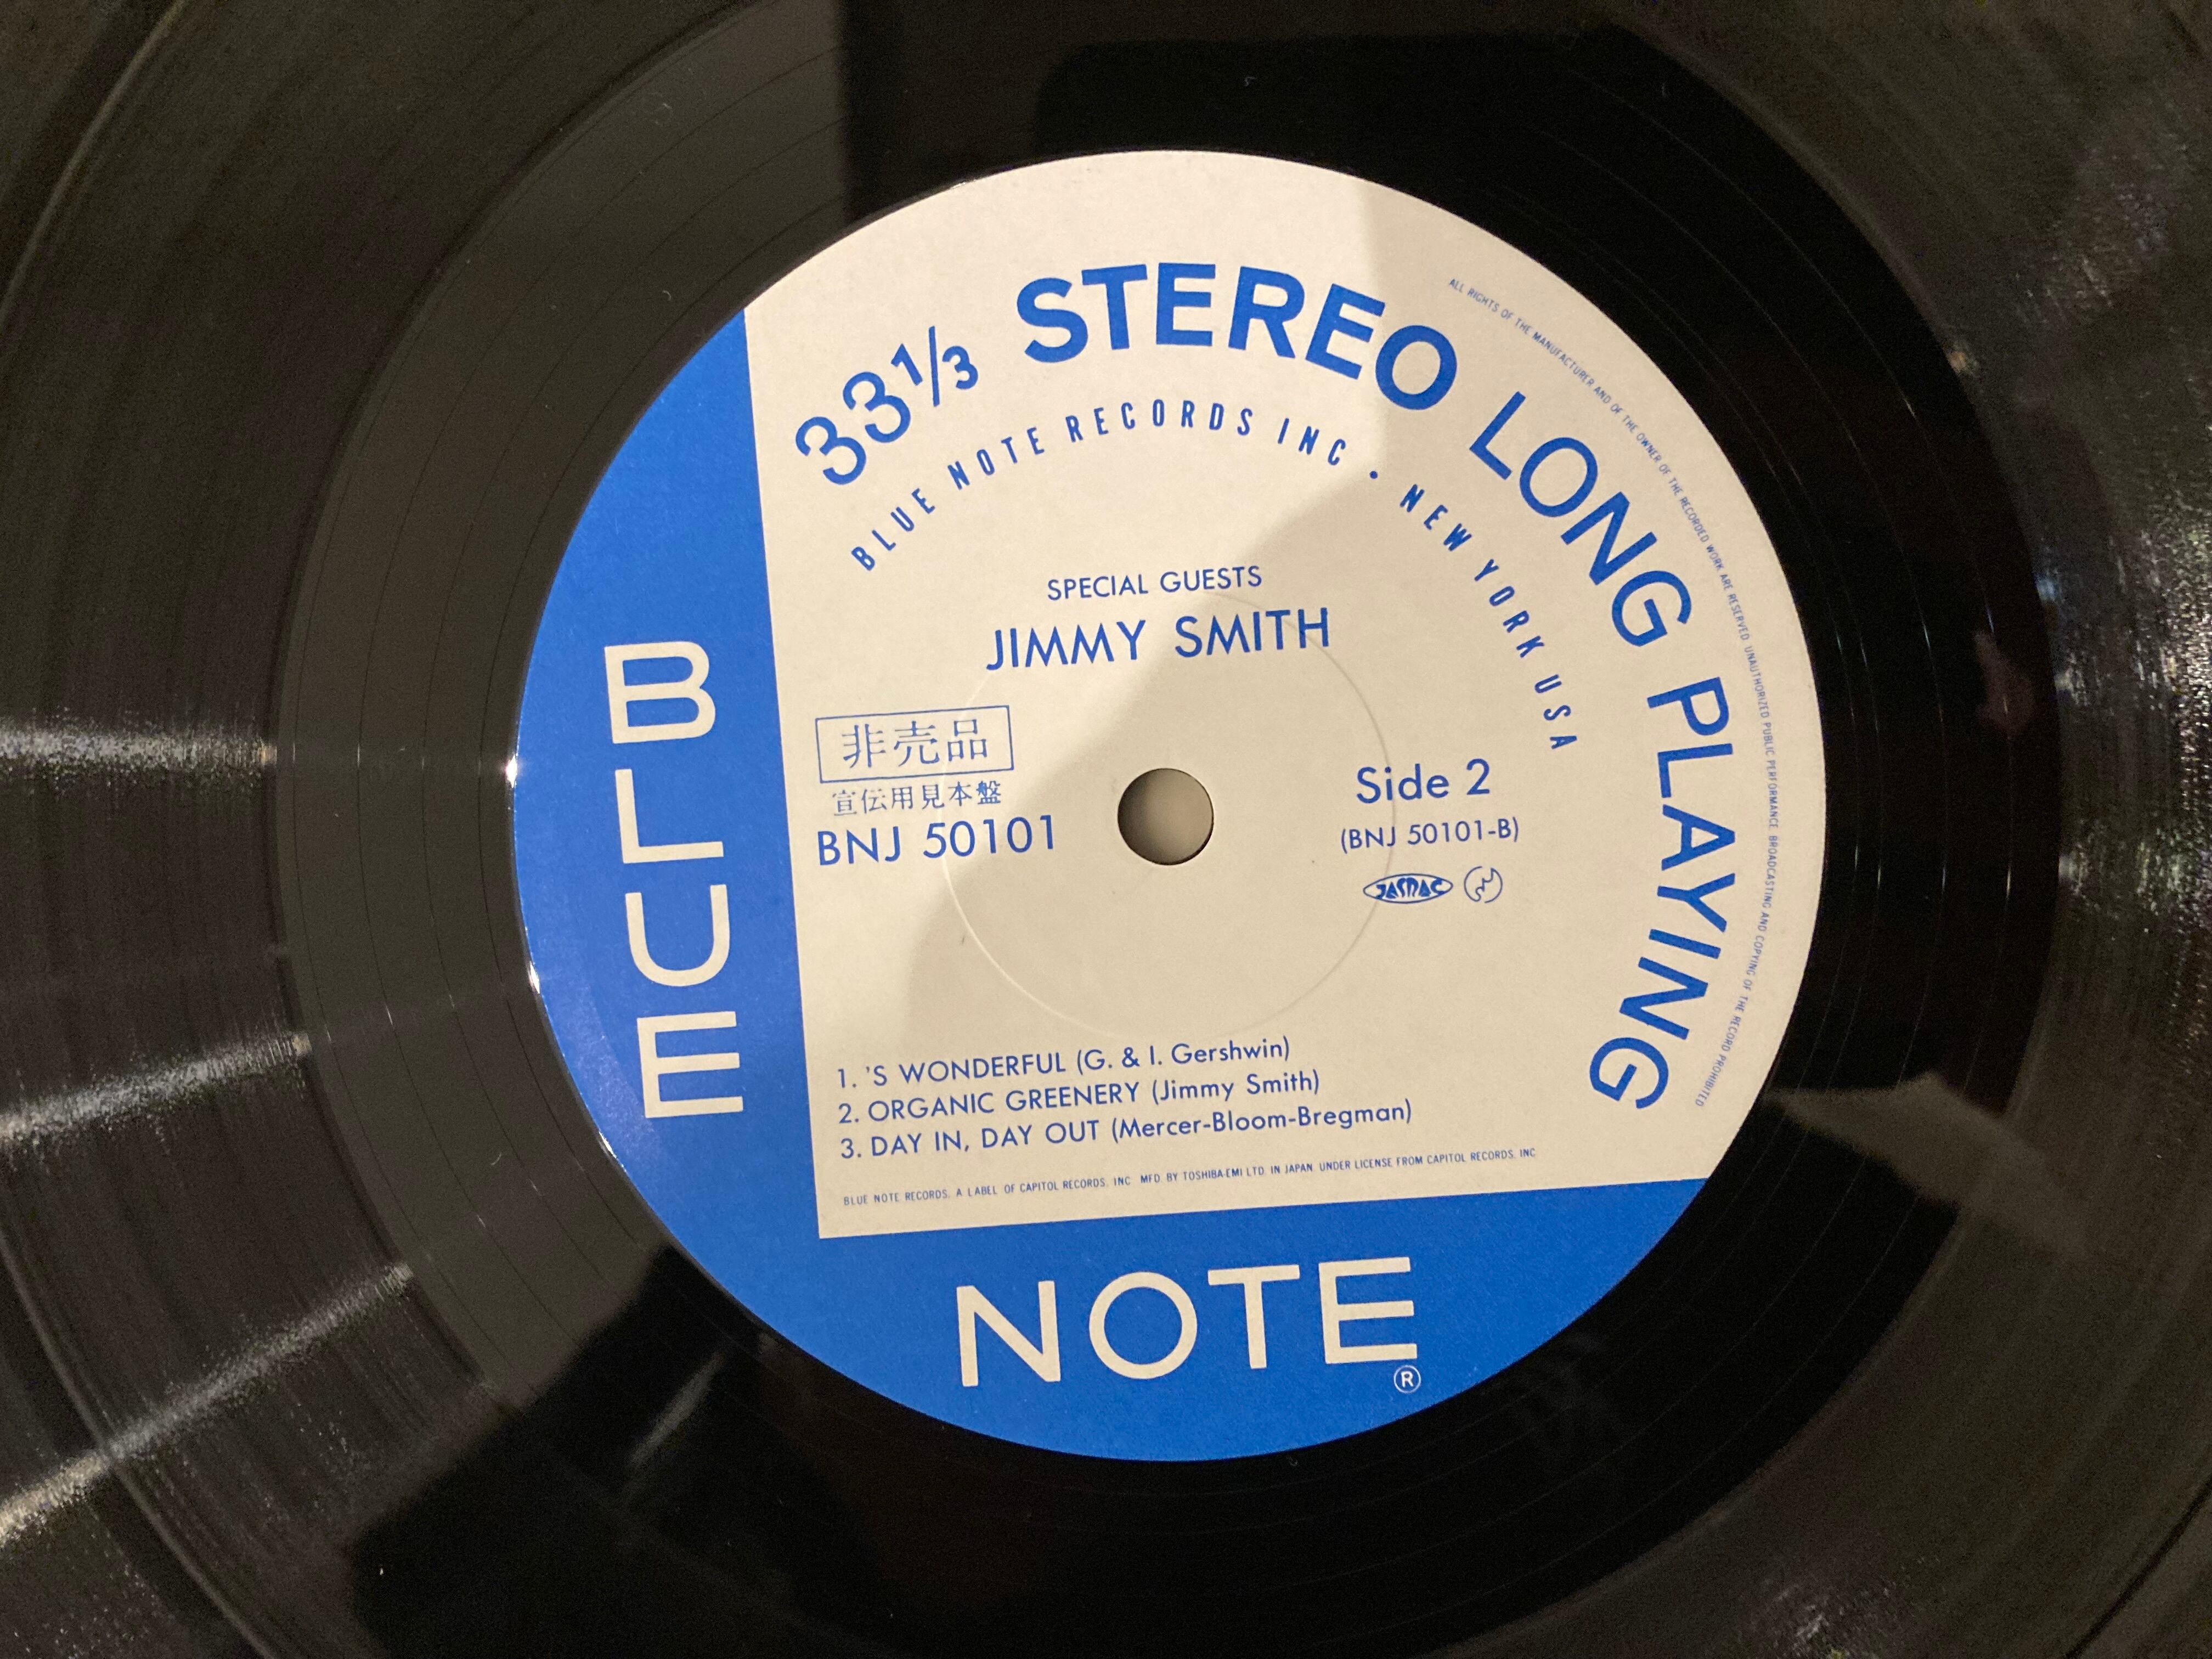 33⅓ STEREO LONG PLAYING
BLUE NOTE RECORDS INC • NEW YORK USA
ALL RIGHTS OF THE MANUFACTURER AND OF THE OWNER OF THE RECORDED WORK ARE RESERVED UNAUTHORIZED PUBLIC PERFORMANCE BROADCASTING AND COPYING OF THE RECORD PROHIBITED
SPECIAL GUESTS
JIMMY SMITH
非売品
宣伝用見本盤
BNJ 50101
Side 2
(BNJ 50101-B)
JASRAC
1. 'S WONDERFUL (G. & I. Gershwin)
2. ORGANIC GREENERY (Jimmy Smith)
3. DAY IN, DAY OUT (Mercer-Bloom-Bregman)
BLUE NOTE RECORDS, A LABEL OF CAPITOL RECORDS, INC MFD BY TOSHIBA-EMI LTD. IN JAPAN. UNDER LICENSE FROM CAPITOL RECORDS, INC
BLUE
NOTE
®